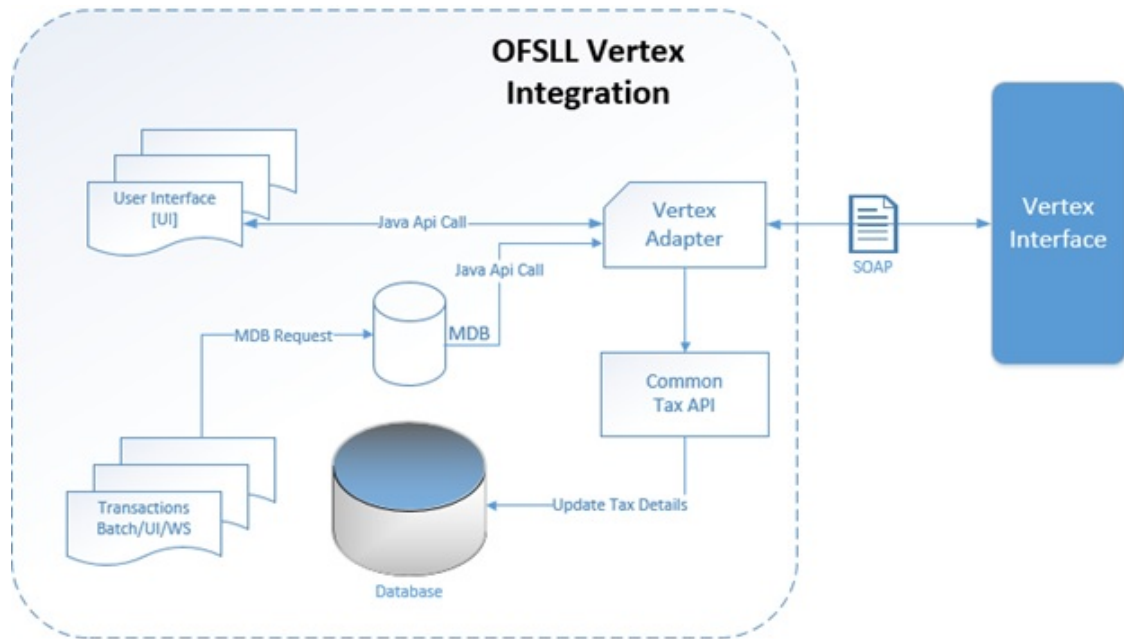 OFSLL Vertex
Integration
User Interface
[UI]
Java Api Call
Vertex
Adapter
SOAP
Vertex
Interface
Java Api Call
MDB Request
MDB
Common
Tax API
Transactions
Batch/UI/WS
Update Tax Details
Database